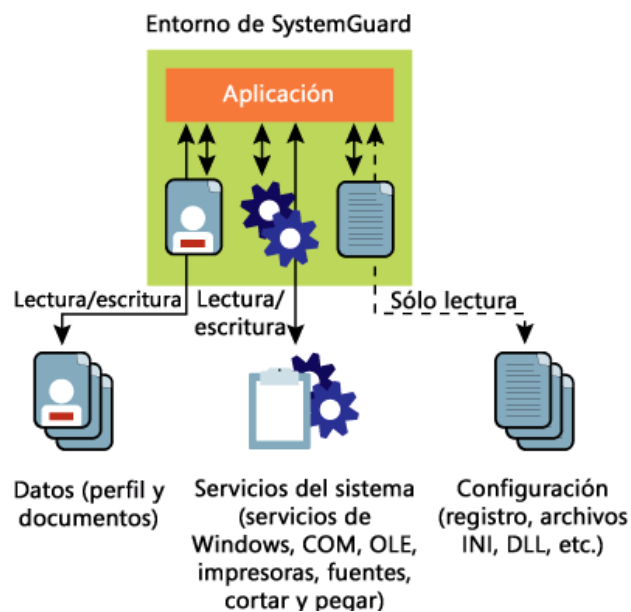 Entorno de SystemGuard
Aplicación
Lectura/escritura
Lectura/
escritura
Sólo lectura
Datos (perfil y
documentos)
Servicios del sistema
(servicios de
Windows, COM, OLE,
impresoras, fuentes,
cortar y pegar)
Configuración
(registro, archivos
INI, DLL, etc.)